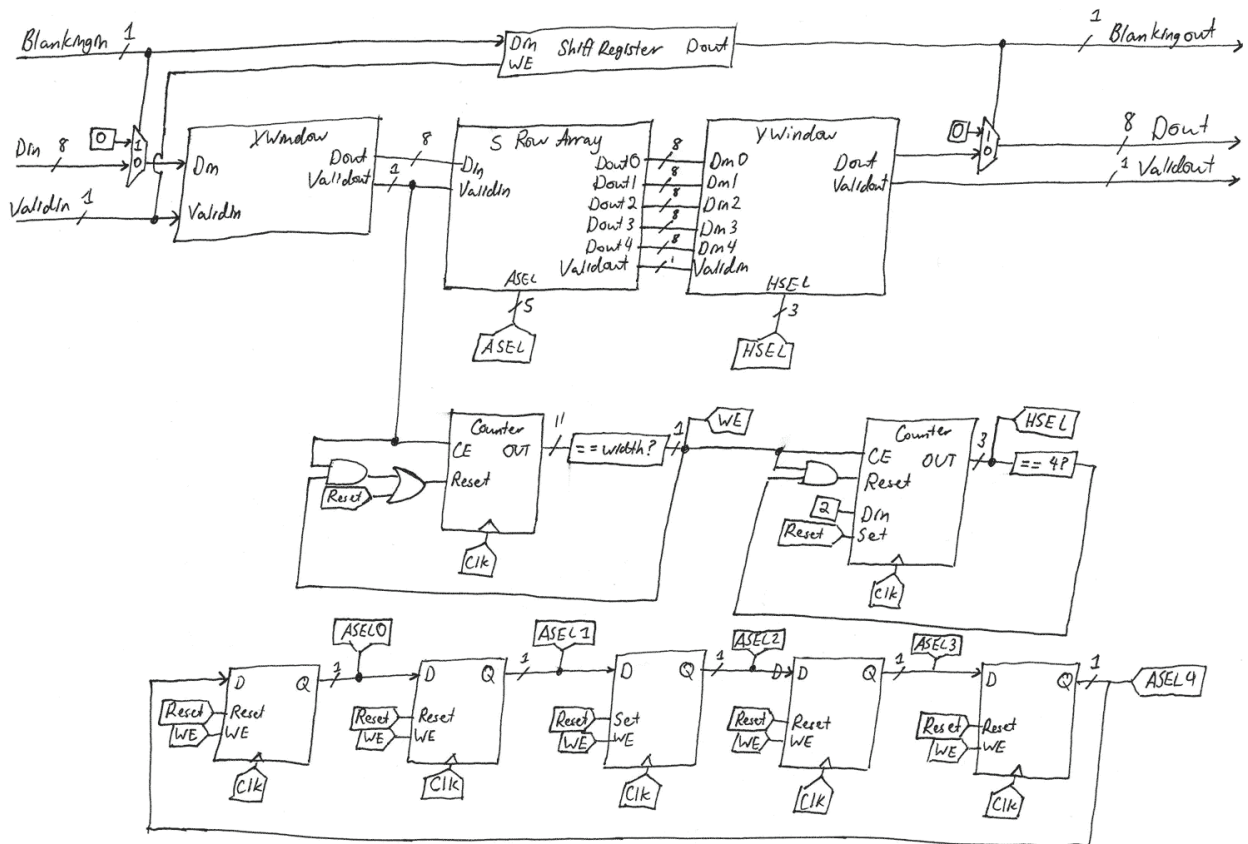 Blankingin 1
Din Shift Register Dout
WE
1 Blankingout
Din 8
0
1
0
XWindow
Din
Dout
Validout
ValidIn
ValidIn 1
8
1
5 Row Array
Din
ValidIn
Dout0
Dout1
Dout2
Dout3
Dout4
Validout
ASEL
5
ASEL
8
8
8
8
8
1
YWindow
Din0
Din1
Din2
Din3
Din4
Validin
Dout
Validout
HSEL
3
HSEL
0
1
0
8 Dout
1 Validout
Counter
CE OUT
Reset
Reset
Clk
11
==width?
1
WE
Counter
CE OUT
Reset
2
Din
Reset
Set
Clk
3
HSEL
== 4?
ASEL0
ASEL1
ASEL2
ASEL3
ASEL4
D Q
Reset Reset
WE WE
Clk
1
D Q
Reset Reset
WE WE
Clk
1
D Q
Reset Set
WE WE
Clk
1
D
D Q
Reset Reset
WE WE
Clk
1
D Q
Reset Reset
WE WE
Clk
1